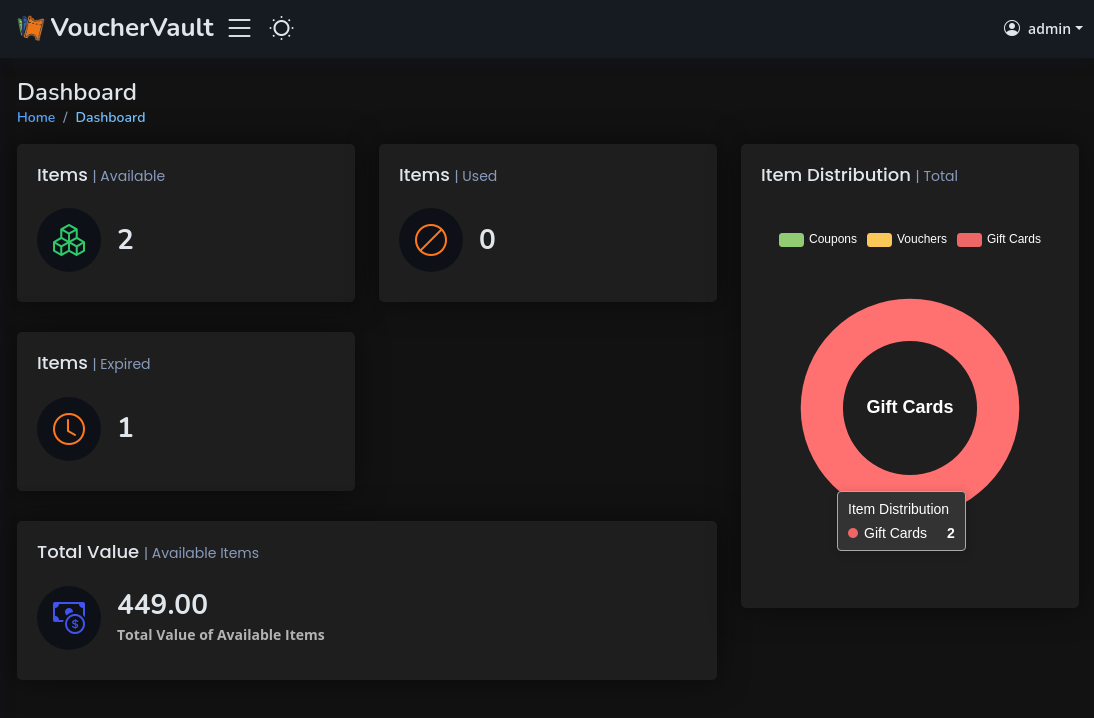 VoucherVault
admin
Dashboard
Home / Dashboard
Items | Available
2
Items | Used
0
Items | Expired
1
Total Value | Available Items
449.00
Total Value of Available Items
$
Item Distribution | Total
Coupons Vouchers Gift Cards
Gift Cards
Item Distribution
Gift Cards 2